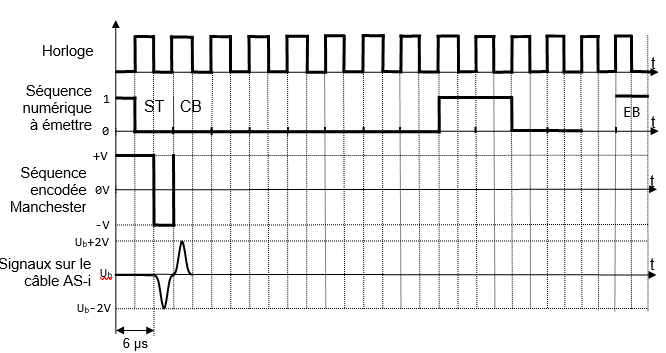 Horloge
t
Séquence
numérique
à émettre
1
ST
CB
EB
0
t
+V
Séquence
encodée
Manchester
0V
t
-V
Ub+2V
Signaux sur le
câble AS-i
Ub
t
Ub-2V
6 µs